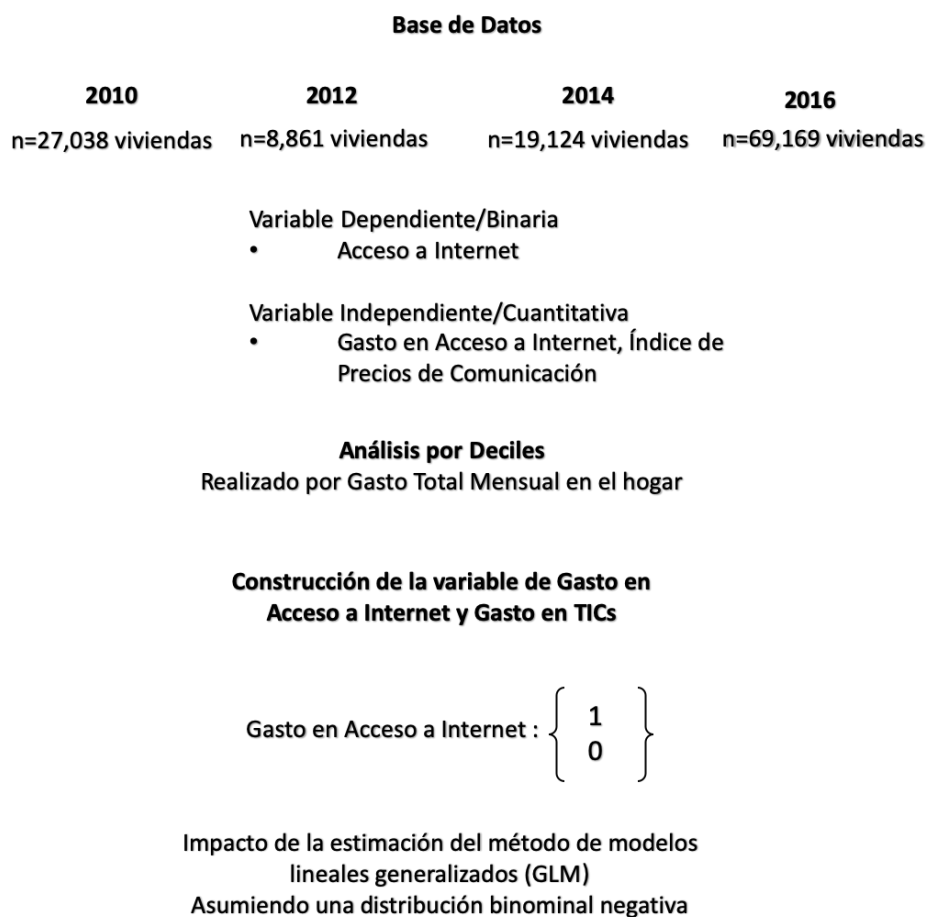 Base de Datos
2010 2012 2014 2016
n=27,038 viviendas n=8,861 viviendas n=19,124 viviendas n=69,169 viviendas
Variable Dependiente/Binaria
• Acceso a Internet
Variable Independiente/Cuantitativa
• Gasto en Acceso a Internet, Índice de
Precios de Comunicación
Análisis por Deciles
Realizado por Gasto Total Mensual en el hogar
Construcción de la variable de Gasto en
Acceso a Internet y Gasto en TICs
Gasto en Acceso a Internet : { 1
0 }
Impacto de la estimación del método de modelos
lineales generalizados (GLM)
Asumiendo una distribución binominal negativa